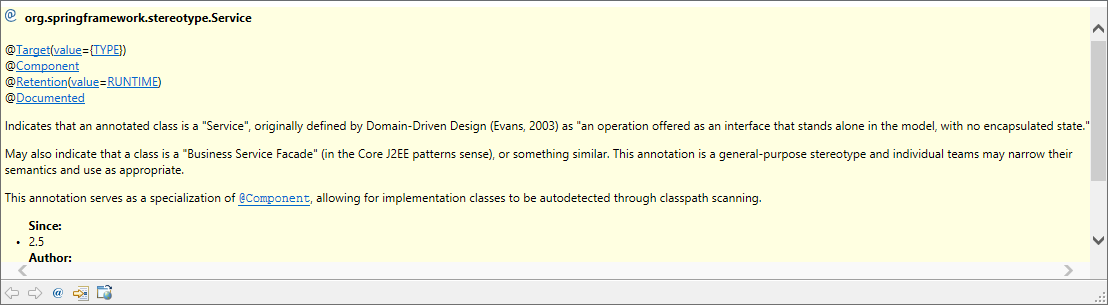 @ org.springframework.stereotype.Service
@Target(value={TYPE})
@Component
@Retention(value=RUNTIME)
@Documented
Indicates that an annotated class is a "Service", originally defined by Domain-Driven Design (Evans, 2003) as "an operation offered as an interface that stands alone in the model, with no encapsulated state."
May also indicate that a class is a "Business Service Facade" (in the Core J2EE patterns sense), or something similar. This annotation is a general-purpose stereotype and individual teams may narrow their
semantics and use as appropriate.
This annotation serves as a specialization of @Component, allowing for implementation classes to be autodetected through classpath scanning.
Since:
• 2.5
Author:
@